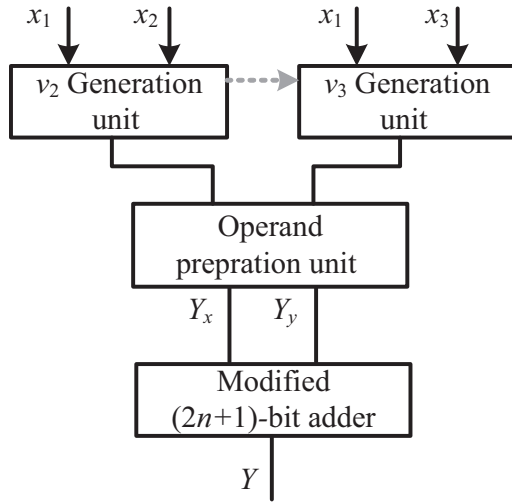 x₁ x₂ x₁ x₃
v₂ Generation
unit
v₃ Generation
unit
Operand
prepration unit
Yₓ Y_y
Modified
(2n+1)-bit adder
Y